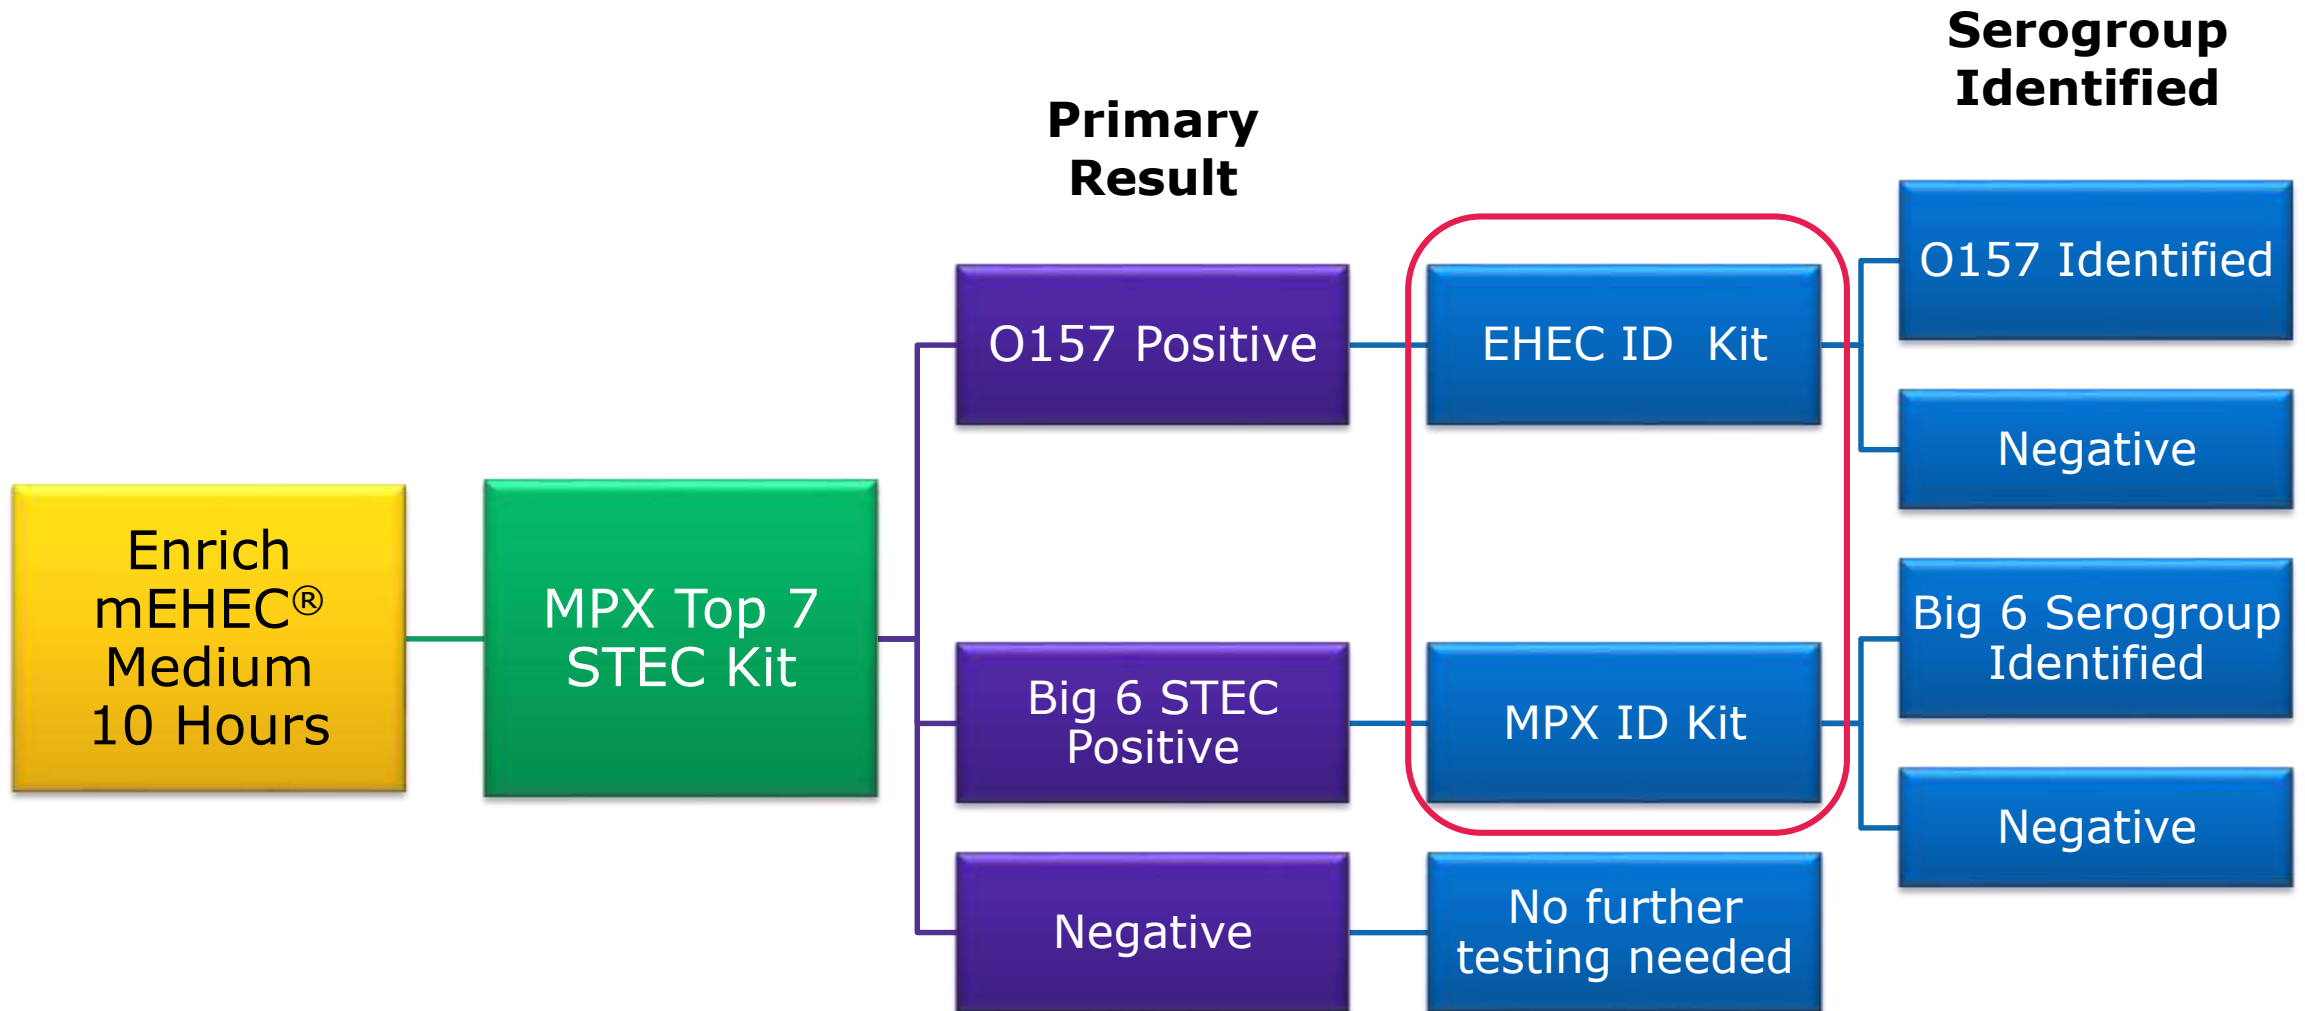 Serogroup
Identified
Primary
Result
O157 Identified
O157 Positive
EHEC ID  Kit
Negative
Enrich
mEHEC®
Medium
10 Hours
MPX Top 7
STEC Kit
Big 6 Serogroup
Identified
Big 6 STEC
Positive
MPX ID Kit
Negative
Negative
No further
testing needed